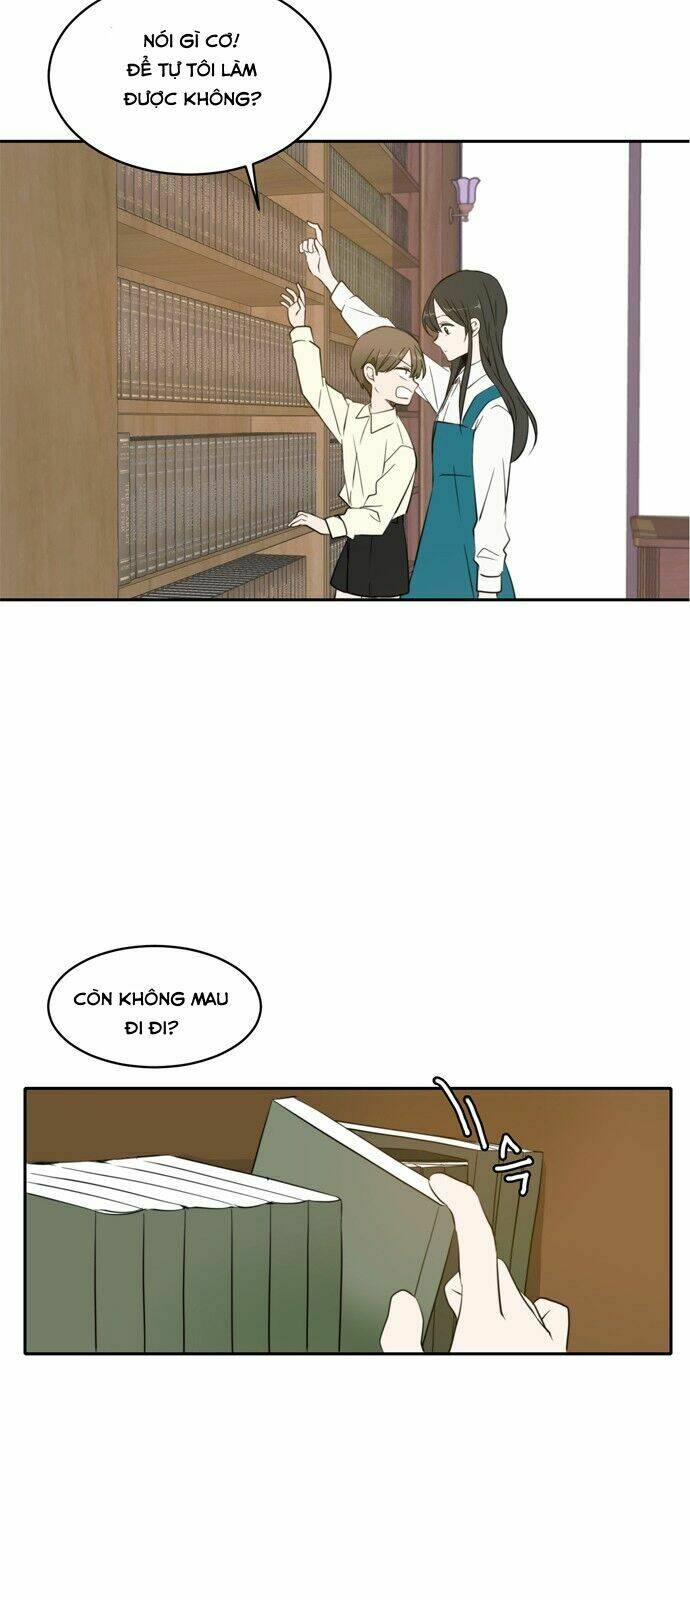 NÓI GÌ CƠ!
ĐỂ TỰ TÔI LÀM
ĐƯỢC KHÔNG?
CÒN KHÔNG MAU
ĐI ĐI?